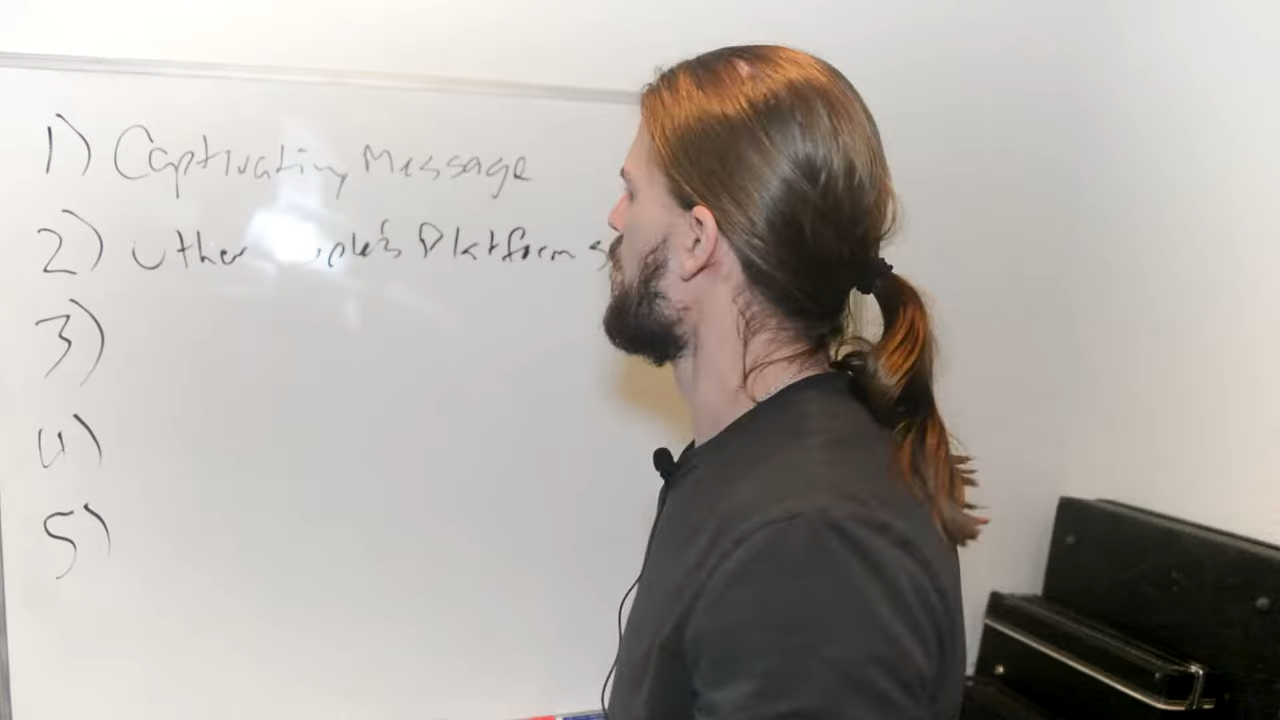 1) Captivating Message
2) Other People's Platforms
3)
4)
5)